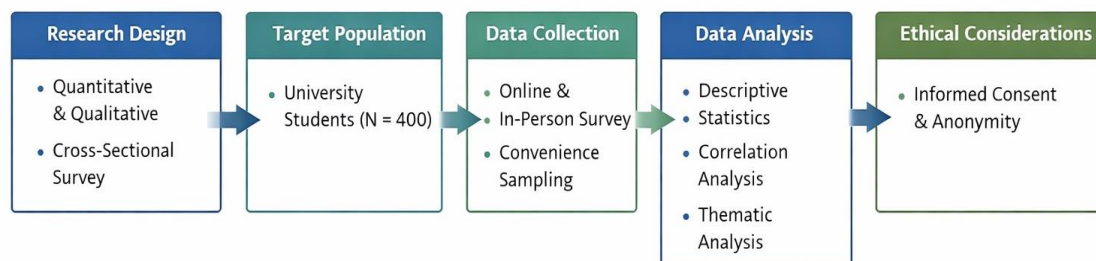 Research Design
• Quantitative
& Qualitative
• Cross-Sectional
Survey
Target Population
• University
Students (N = 400)
Data Collection
• Online &
• In-Person Survey
• Convenience
Sampling
Data Analysis
• Descriptive
• Statistics
• Correlation
Analysis
• Thematic
Analysis
Ethical Considerations
• Informed Consent
& Anonymity